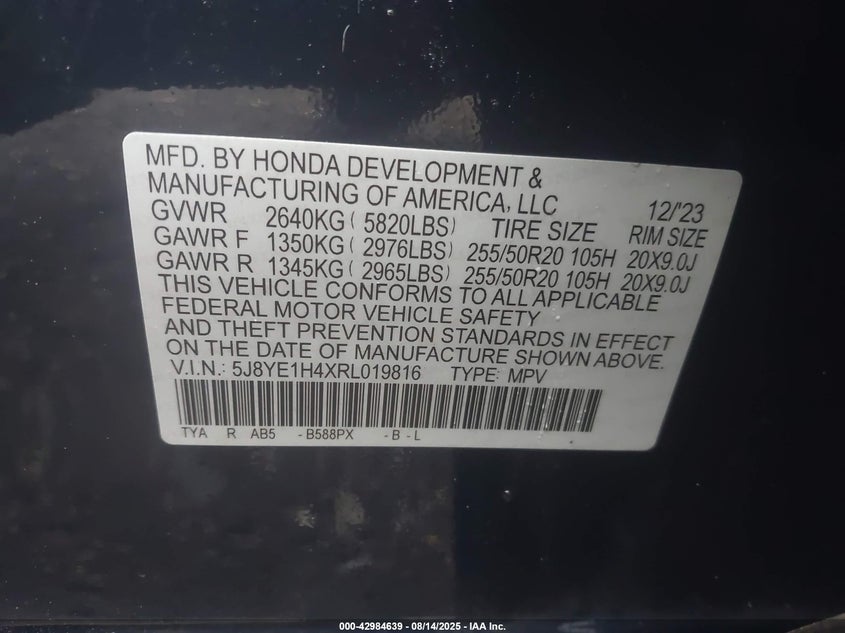 MFD. BY HONDA DEVELOPMENT &
MANUFACTURING OF AMERICA, LLC 12/'23
GVWR 2640KG ( 5820LBS) TIRE SIZE RIM SIZE
GAWR F 1350KG ( 2976LBS) 255/50R20 105H 20X9.0J
GAWR R 1345KG ( 2965LBS) 255/50R20 105H 20X9.0J
THIS VEHICLE CONFORMS TO ALL APPLICABLE
FEDERAL MOTOR VEHICLE SAFETY
AND THEFT PREVENTION STANDARDS IN EFFECT
ON THE DATE OF MANUFACTURE SHOWN ABOVE.
V.I.N.: 5J8YE1H4XRL019816 TYPE: MPV
TYA R AB5 -B588PX -B -L
000-42984639 - 08/14/2025 - IAA Inc.